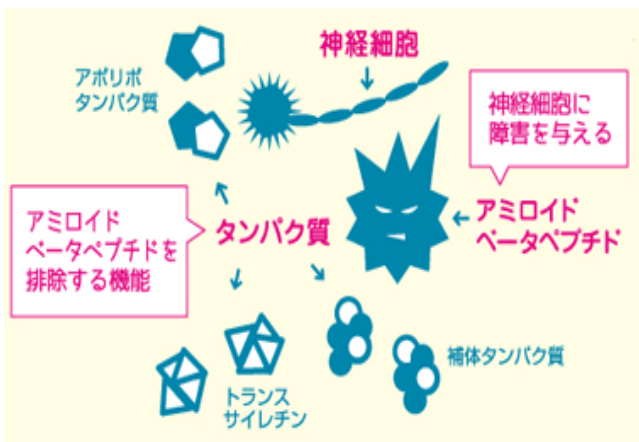 神経細胞
アポリポ
タンパク質
神経細胞に
障害を与える
アミロイド
ベータペプチドを
排除する機能
タンパク質
アミロイド
ベータペプチド
補体タンパク質
トランス
サイレチン